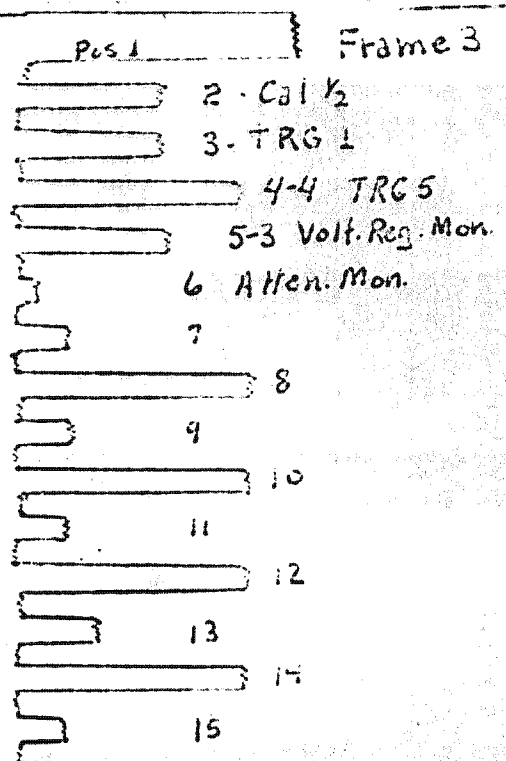 Pos 1
Frame 3
2 - Cal ½
3 - TRG 1
4-4 TRG 5
5-3 Volt. Reg. Mon.
6 Atten. Mon.
7
8
9
10
11
12
13
14
15